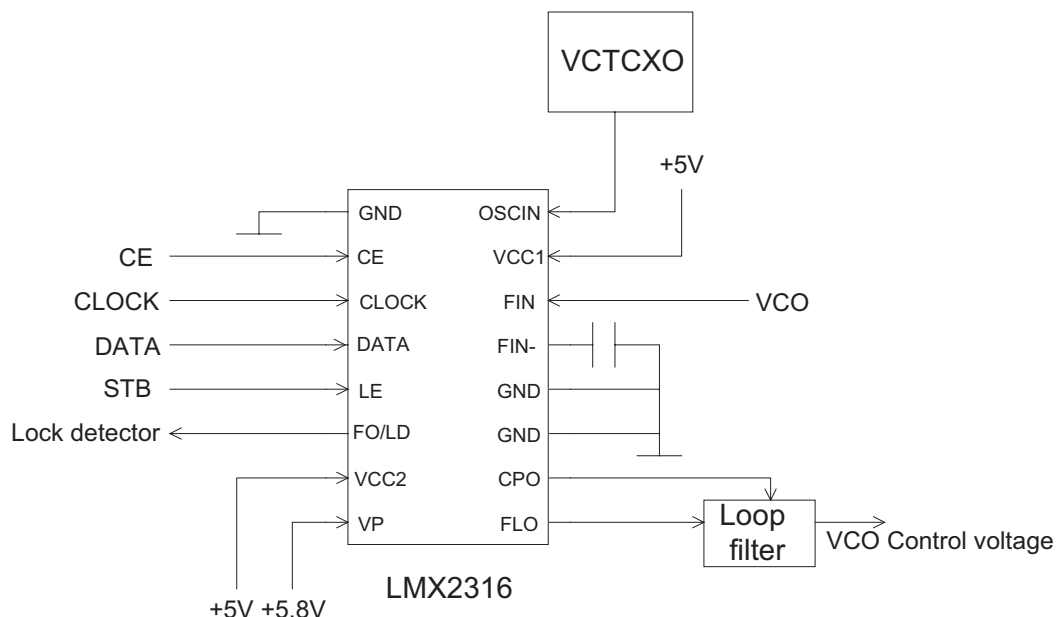 VCTCXO
+5V
GND
OSCIN
CE
CE
VCC1
CLOCK
CLOCK
FIN
VCO
DATA
DATA
FIN-
STB
LE
GND
Lock detector
FO/LD
GND
VCC2
CPO
VP
FLO
Loop
filter
VCO Control voltage
LMX2316
+5V +5.8V